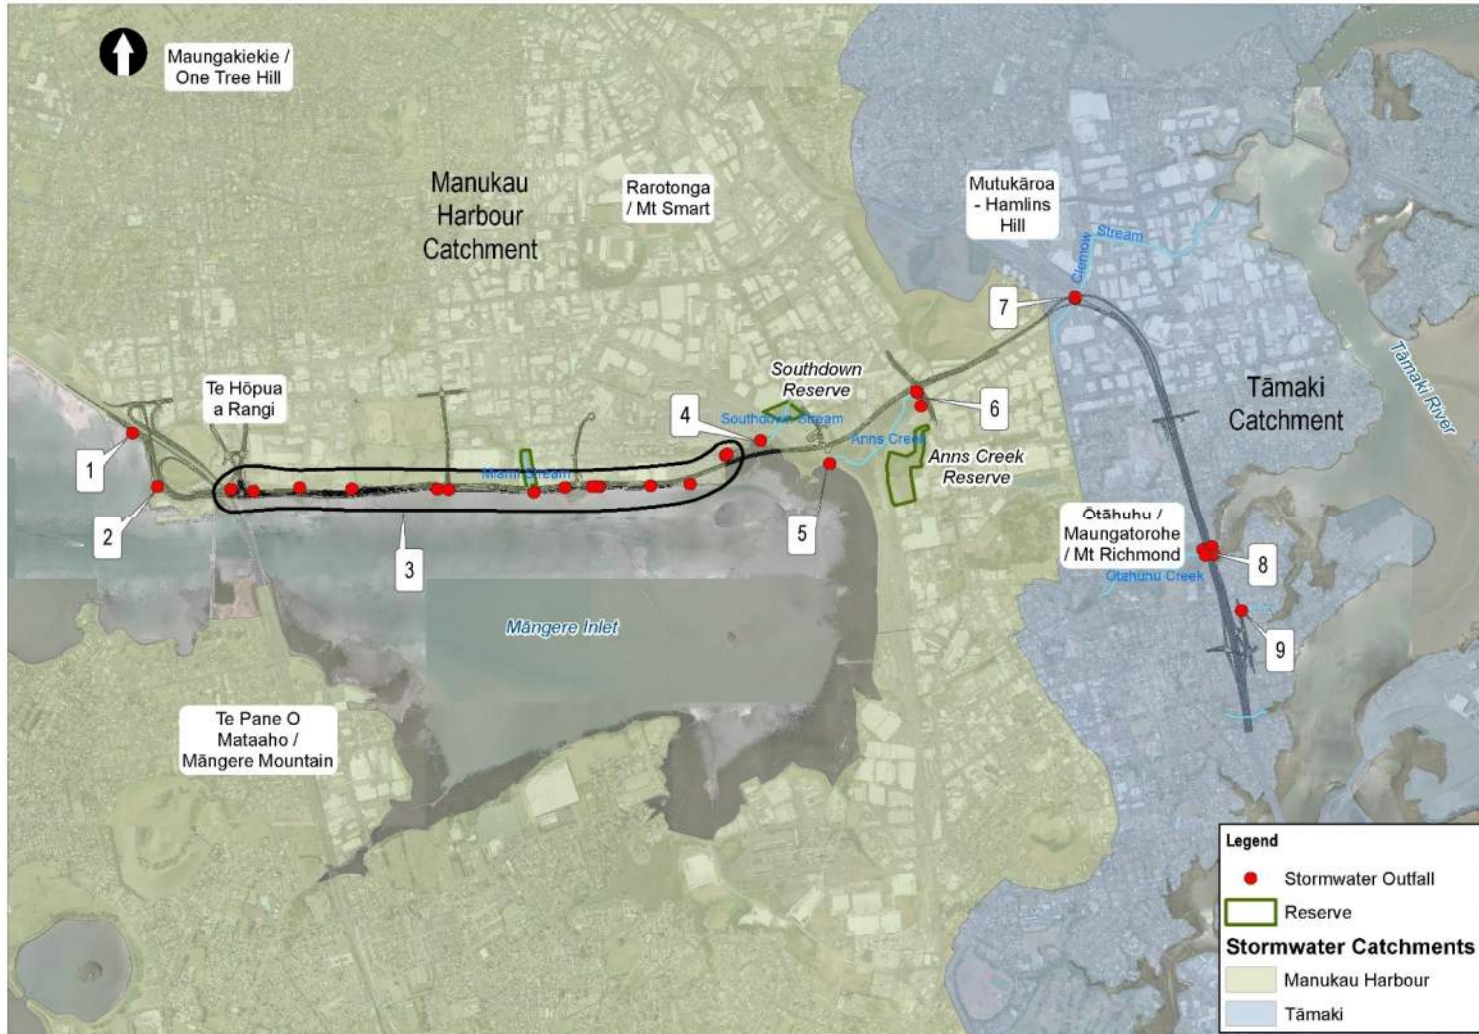 Maungakiekie /
One Tree Hill
Manukau
Harbour
Catchment
Rarotonga
/ Mt Smart
Mutukāroa
- Hamlins
Hill
Clemow Stream
7
Te Hōpua
a Rangi
Southdown
Reserve
Tāmaki
Catchment
Tāmaki River
4
Southdown Stream
6
1
Anns Creek
Anns Creek
Reserve
Miami Stream
2
3
5
Ōtāhuhu /
Maungatorohe
/ Mt Richmond
8
Otahuhu Creek
Māngere Inlet
9
Te Pane O
Mataaho /
Māngere Mountain
Legend
Stormwater Outfall
Reserve
Stormwater Catchments
Manukau Harbour
Tāmaki